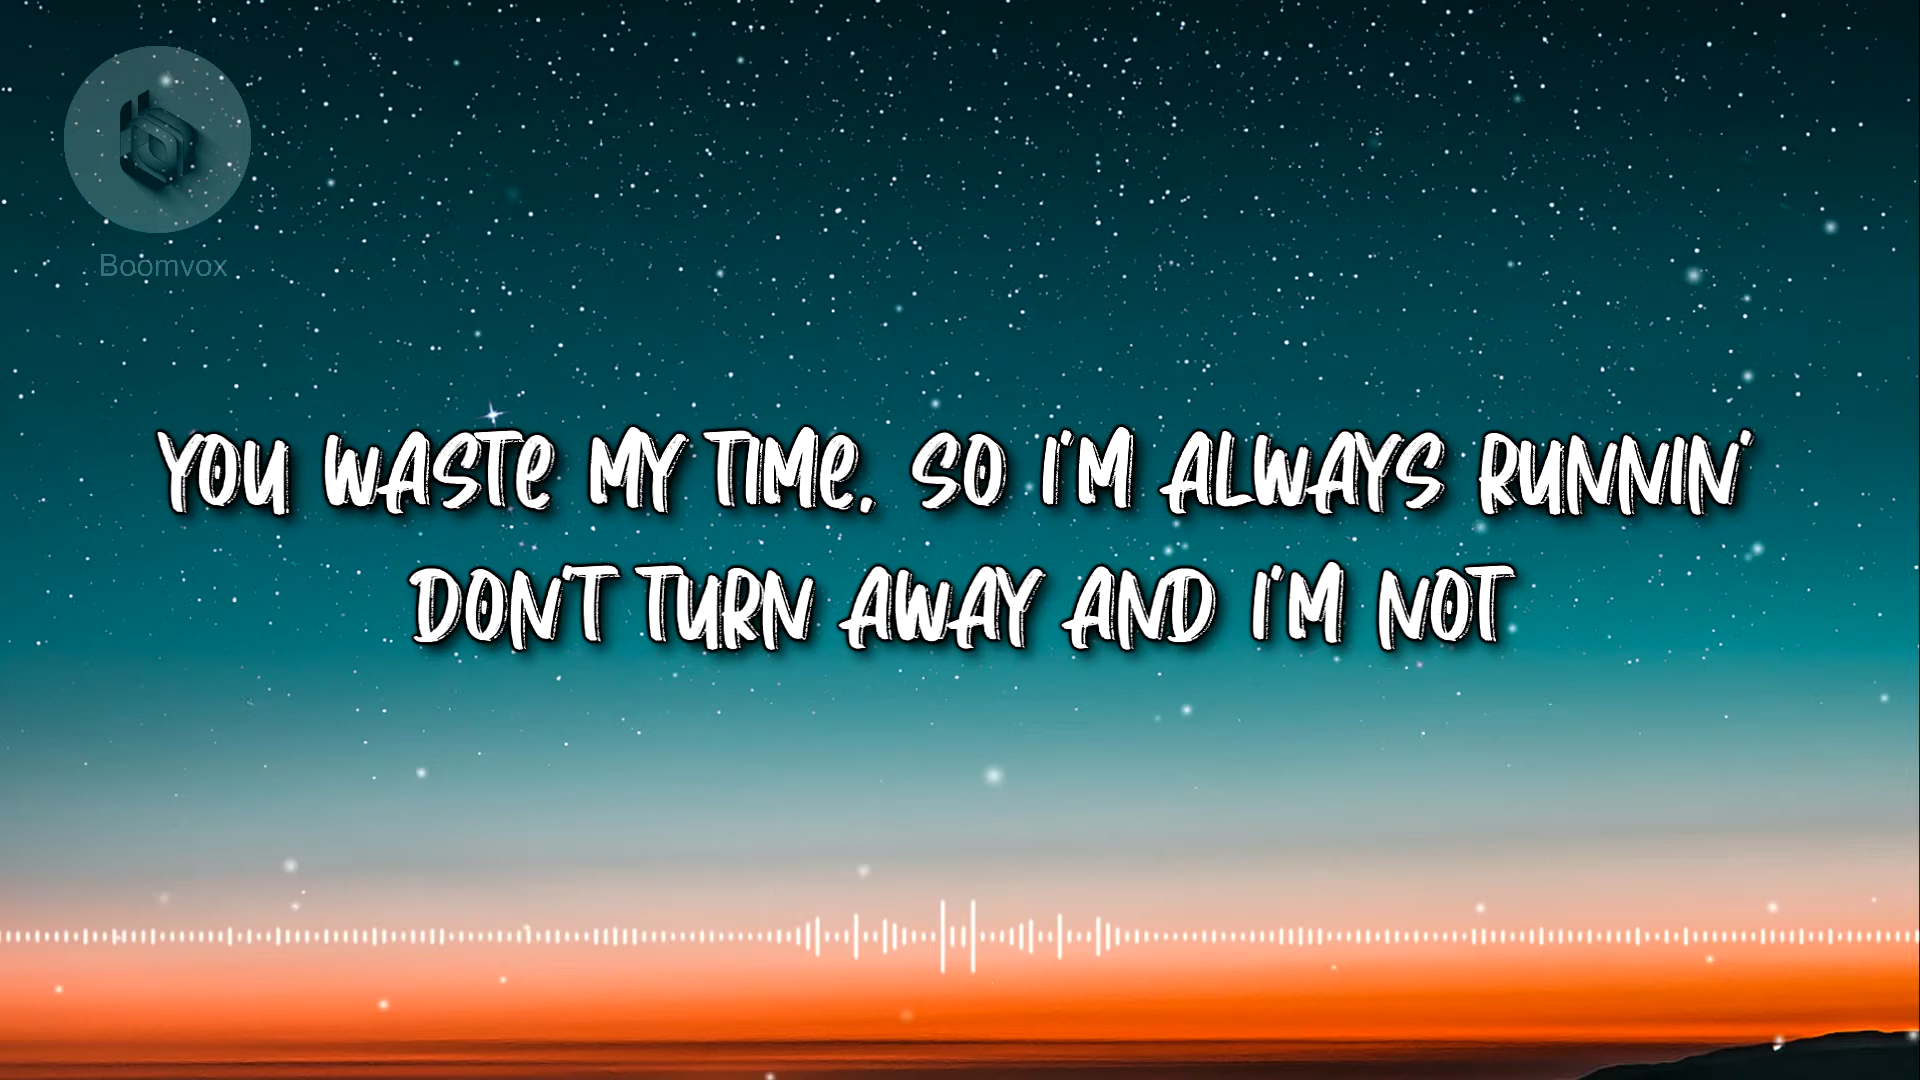 Boomvox
YOU WASTE MY TIME, SO I'M ALWAYS RUNNIN'
DON'T TURN AWAY AND I'M NOT